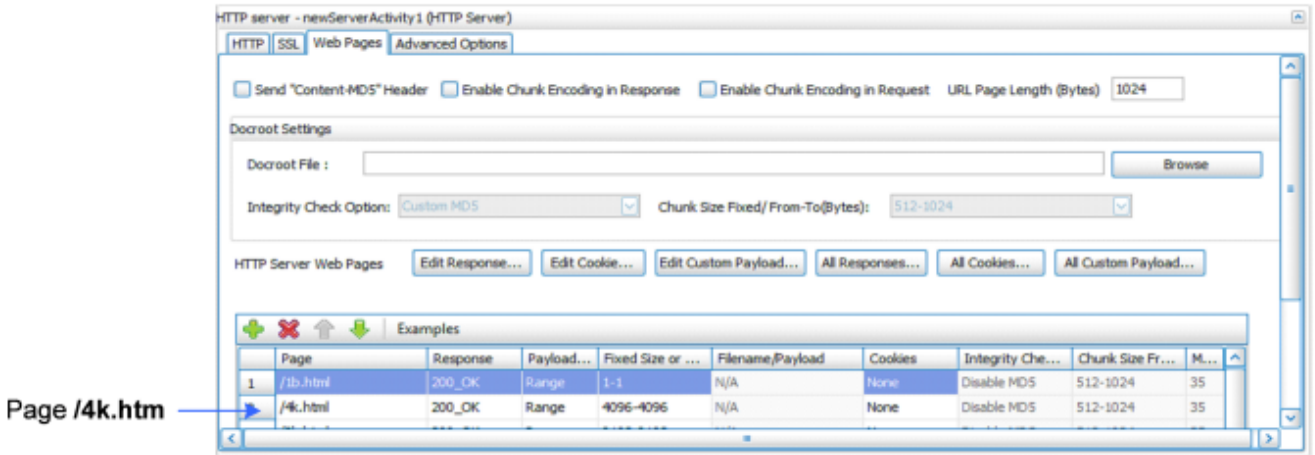 HTTP server - newServerActivity1 (HTTP Server)
HTTP SSL Web Pages Advanced Options
Send "Content-MD5" Header Enable Chunk Encoding in Response Enable Chunk Encoding in Request URL Page Length (Bytes) 1024
Docroot Settings
Docroot File : Browse
Integrity Check Option: Custom MD5 Chunk Size Fixed/ From-To(Bytes): 512-1024
HTTP Server Web Pages Edit Response... Edit Cookie... Edit Custom Payload... All Responses... All Cookies... All Custom Payload...
Examples
Page Response Payload... Fixed Size or ... Filename/Payload Cookies Integrity Che... Chunk Size Fr... M...
1 /1b.html 200_OK Range 1-1 N/A None Disable MD5 512-1024 35
Page /4k.htm /4k.html 200_OK Range 4096-4096 N/A None Disable MD5 512-1024 35